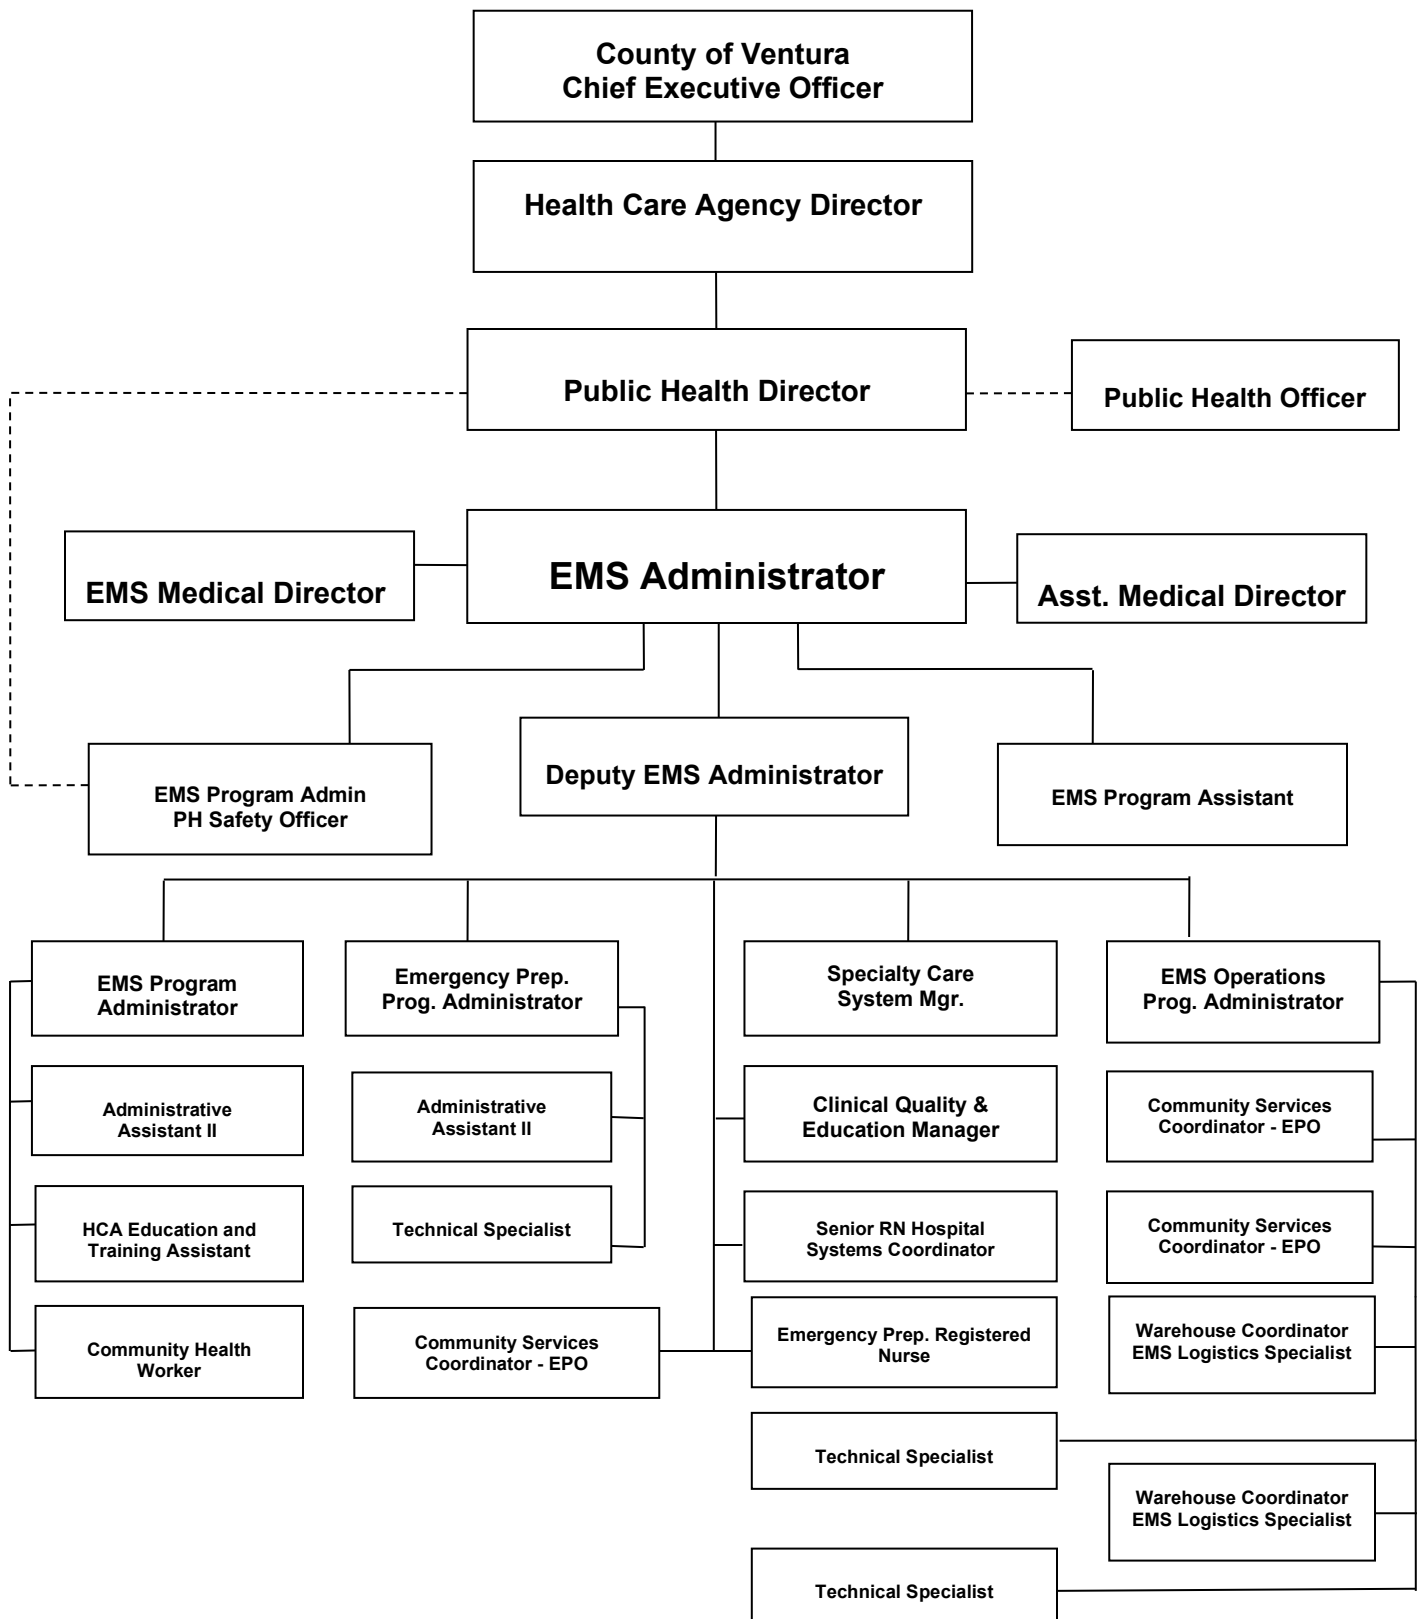 County of Ventura
Chief Executive Officer
Health Care Agency Director
Public Health Director
Public Health Officer
EMS Medical Director
EMS Administrator
Asst. Medical Director
EMS Program Admin
PH Safety Officer
Deputy EMS Administrator
EMS Program Assistant
EMS Program
Administrator
Emergency Prep.
Prog. Administrator
Specialty Care
System Mgr.
EMS Operations
Prog. Administrator
Administrative
Assistant II
Administrative
Assistant II
Clinical Quality &
Education Manager
Community Services
Coordinator - EPO
HCA Education and
Training Assistant
Technical Specialist
Senior RN Hospital
Systems Coordinator
Community Services
Coordinator - EPO
Community Health
Worker
Community Services
Coordinator - EPO
Emergency Prep. Registered
Nurse
Warehouse Coordinator
EMS Logistics Specialist
Technical Specialist
Warehouse Coordinator
EMS Logistics Specialist
Technical Specialist